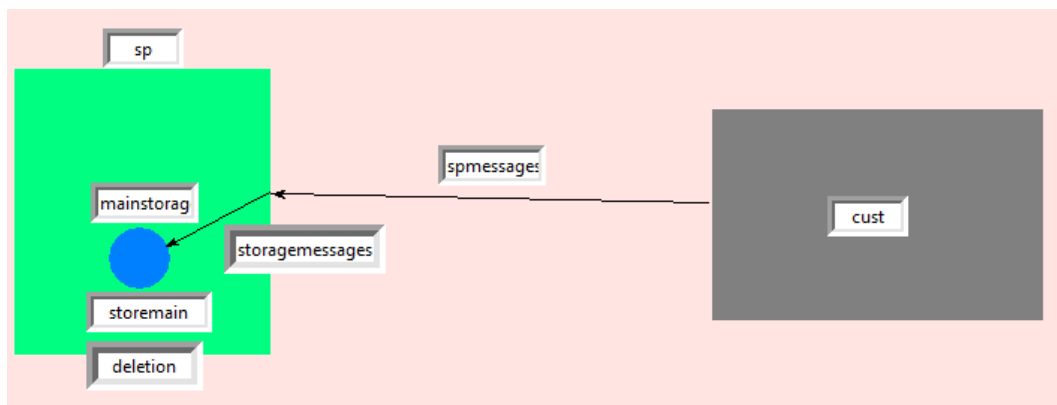 sp
spmessages
mainstorag
cust
storagemessages
storemain
deletion